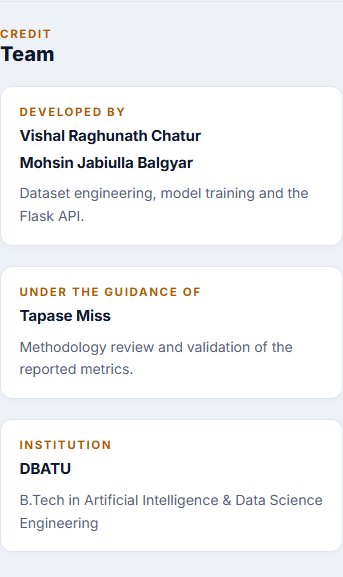 CREDIT
Team
DEVELOPED BY
Vishal Raghunath Chatur
Mohsin Jabiulla Balgyar
Dataset engineering, model training and the
Flask API.
UNDER THE GUIDANCE OF
Tapase Miss
Methodology review and validation of the
reported metrics.
INSTITUTION
DBATU
B.Tech in Artificial Intelligence & Data Science
Engineering